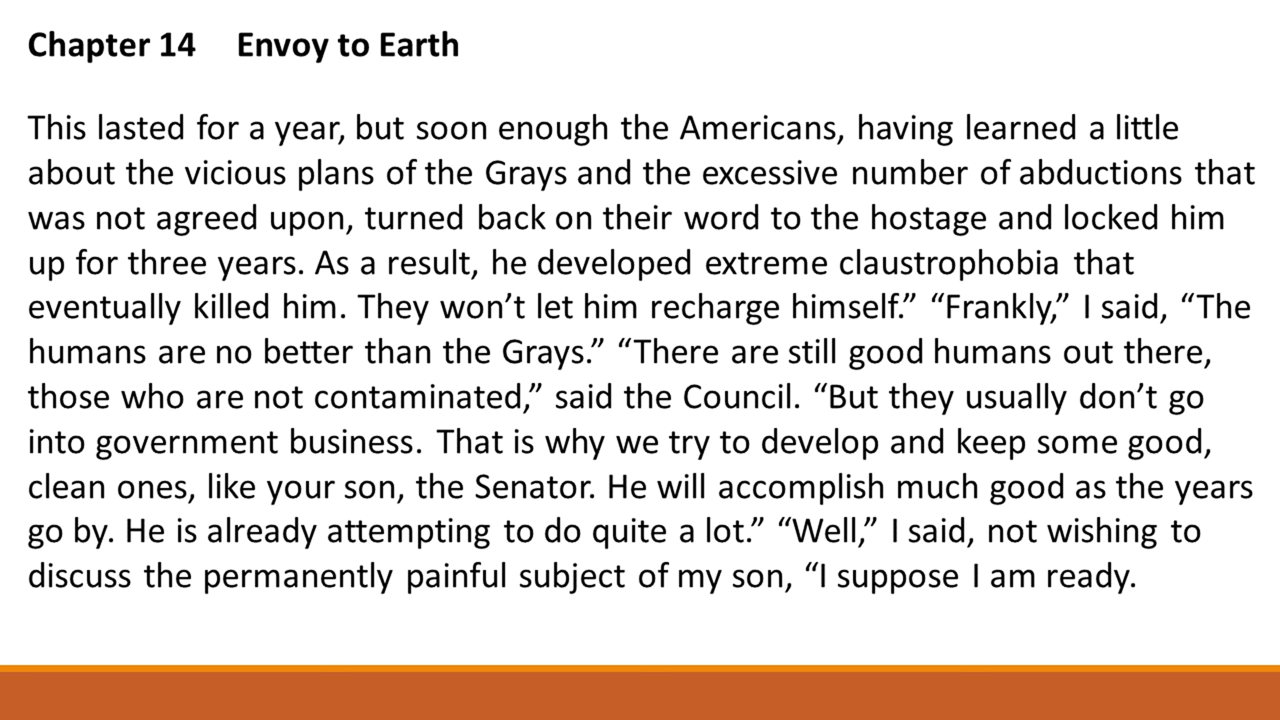 Chapter 14 Envoy to Earth
This lasted for a year, but soon enough the Americans, having learned a little
about the vicious plans of the Grays and the excessive number of abductions that
was not agreed upon, turned back on their word to the hostage and locked him
up for three years. As a result, he developed extreme claustrophobia that
eventually killed him. They won’t let him recharge himself.” “Frankly,” I said, “The
humans are no better than the Grays.” “There are still good humans out there,
those who are not contaminated,” said the Council. “But they usually don’t go
into government business. That is why we try to develop and keep some good,
clean ones, like your son, the Senator. He will accomplish much good as the years
go by. He is already attempting to do quite a lot.” “Well,” I said, not wishing to
discuss the permanently painful subject of my son, “I suppose I am ready.